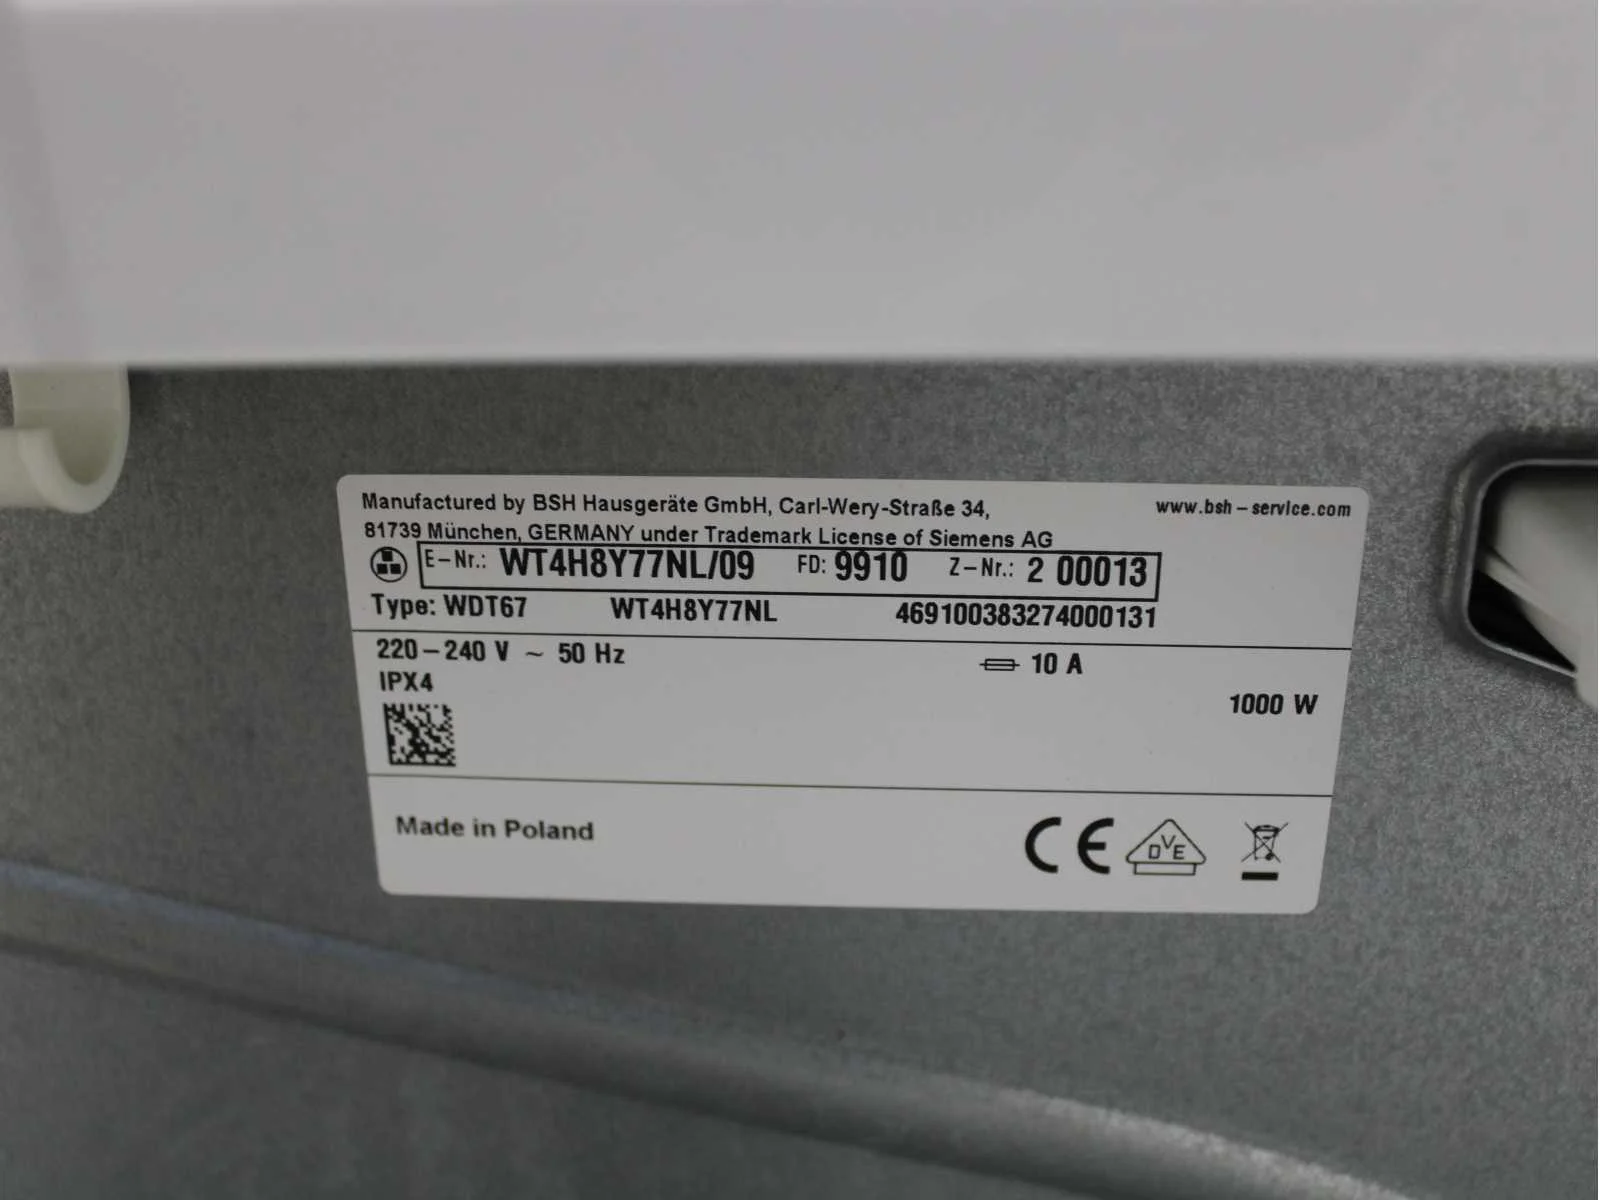 Manufactured by BSH Hausgeräte GmbH, Carl-Wery-Straße 34,
81739 München, GERMANY under Trademark License of Siemens AG
www.bsh-service.com
E-Nr.: WT4H8Y77NL/09 FD: 9910 Z-Nr.: 2 00013
Type: WDT67 WT4H8Y77NL 469100383274000131
220-240 V ~ 50 Hz 10 A
IPX4
1000 W
Made in Poland
CE DVE